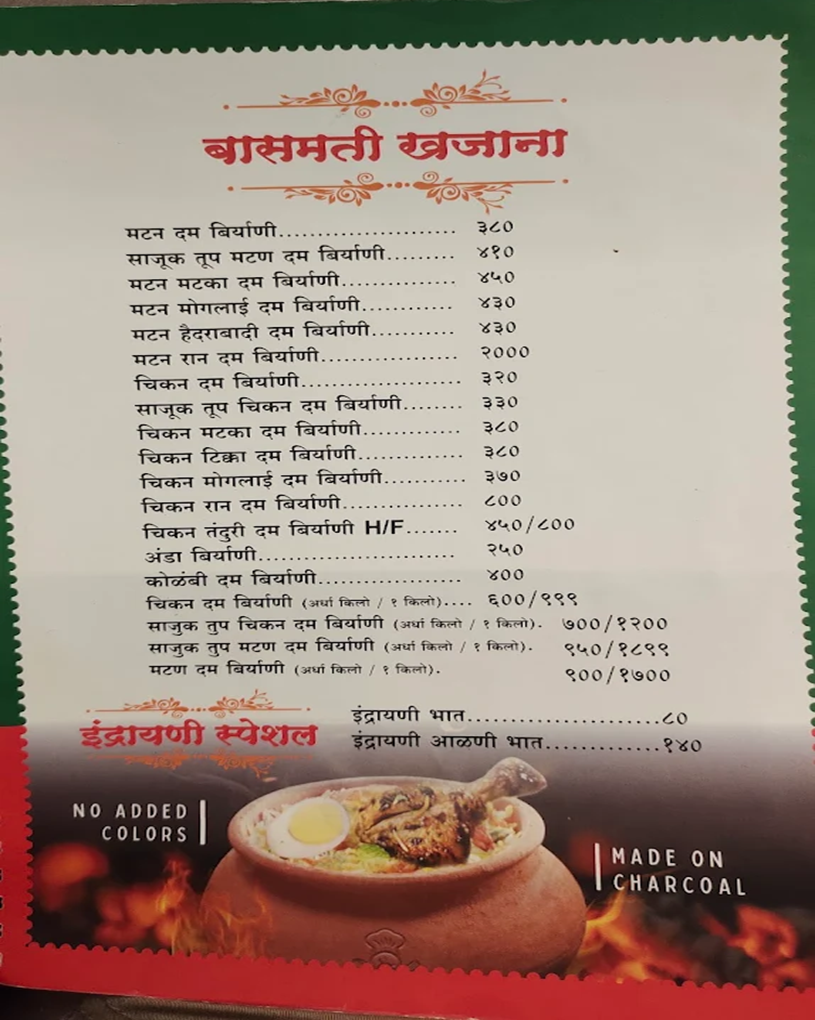 बासमती खजाना
मटन दम बिर्याणी....................... ३८०
साजूक तूप मटण दम बिर्याणी......... ४१०
मटन मटका दम बिर्याणी............... ४५०
मटन मोगलाई दम बिर्याणी............ ४३०
मटन हैदराबादी दम बिर्याणी........... ४३०
मटन रान दम बिर्याणी.................. २०००
चिकन दम बिर्याणी..................... ३२०
साजूक तूप चिकन दम बिर्याणी........ ३३०
चिकन मटका दम बिर्याणी............. ३८०
चिकन टिक्का दम बिर्याणी.............. ३८०
चिकन मोगलाई दम बिर्याणी........... ३७०
चिकन रान दम बिर्याणी................ ८००
चिकन तंदुरी दम बिर्याणी H/F....... ४५०/८००
अंडा बिर्याणी.......................... २५०
कोळंबी दम बिर्याणी................... ४००
चिकन दम बिर्याणी (अर्धा किलो / १ किलो).... ६००/९९९
साजुक तुप चिकन दम बिर्याणी (अर्धा किलो / १ किलो). ७००/१२००
साजुक तुप मटण दम बिर्याणी (अर्धा किलो / १ किलो). ९५०/१८९९
मटण दम बिर्याणी (अर्धा किलो / १ किलो). ९००/१७००
इंद्रायणी स्पेशल
इंद्रायणी भात.........................८०
इंद्रायणी आळणी भात...............१४०
NO ADDED
COLORS
MADE ON
CHARCOAL